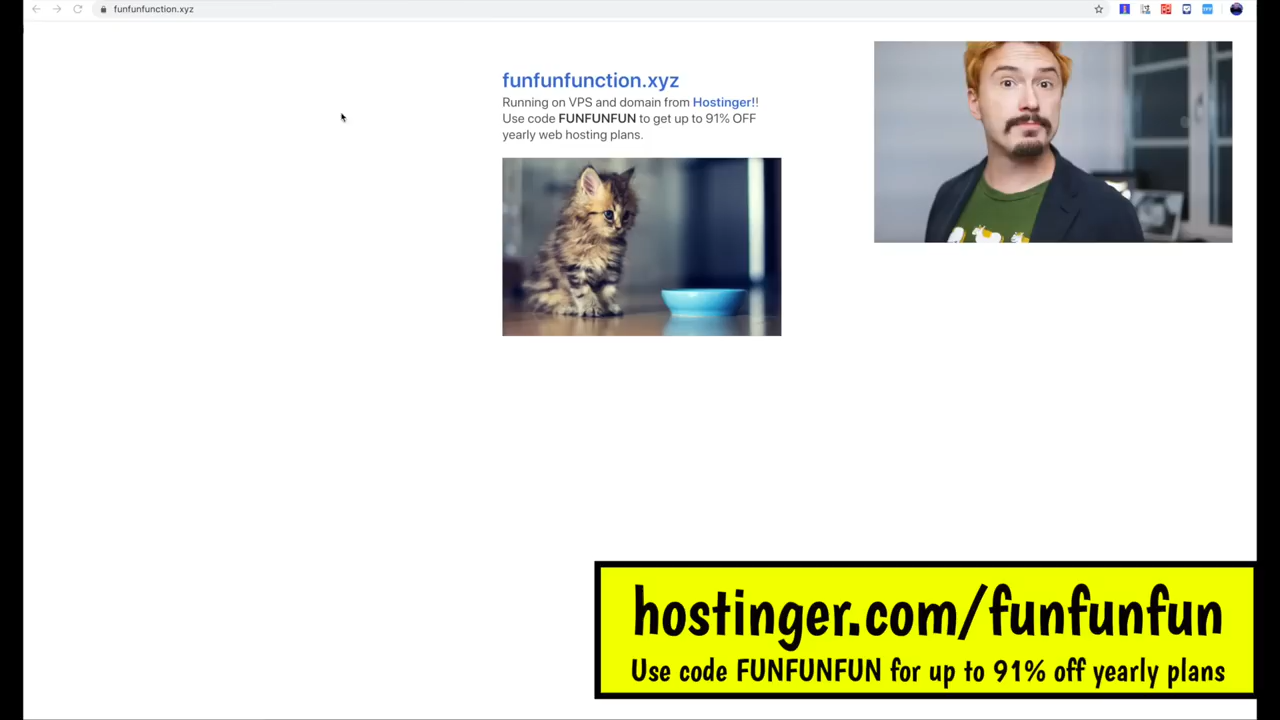 funfunfunction.xyz
funfunfunction.xyz
Running on VPS and domain from Hostinger!!
Use code FUNFUNFUN to get up to 91% OFF
yearly web hosting plans.
hostinger.com/funfunfun
Use code FUNFUNFUN for up to 91% off yearly plans